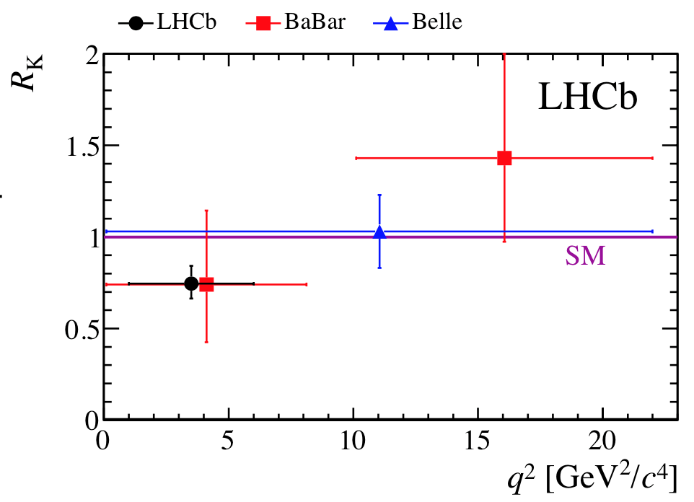 LHCb BaBar Belle
R_K
2
LHCb
1.5
1
SM
0.5
0
0 5 10 15 20
q² [GeV²/c⁴]